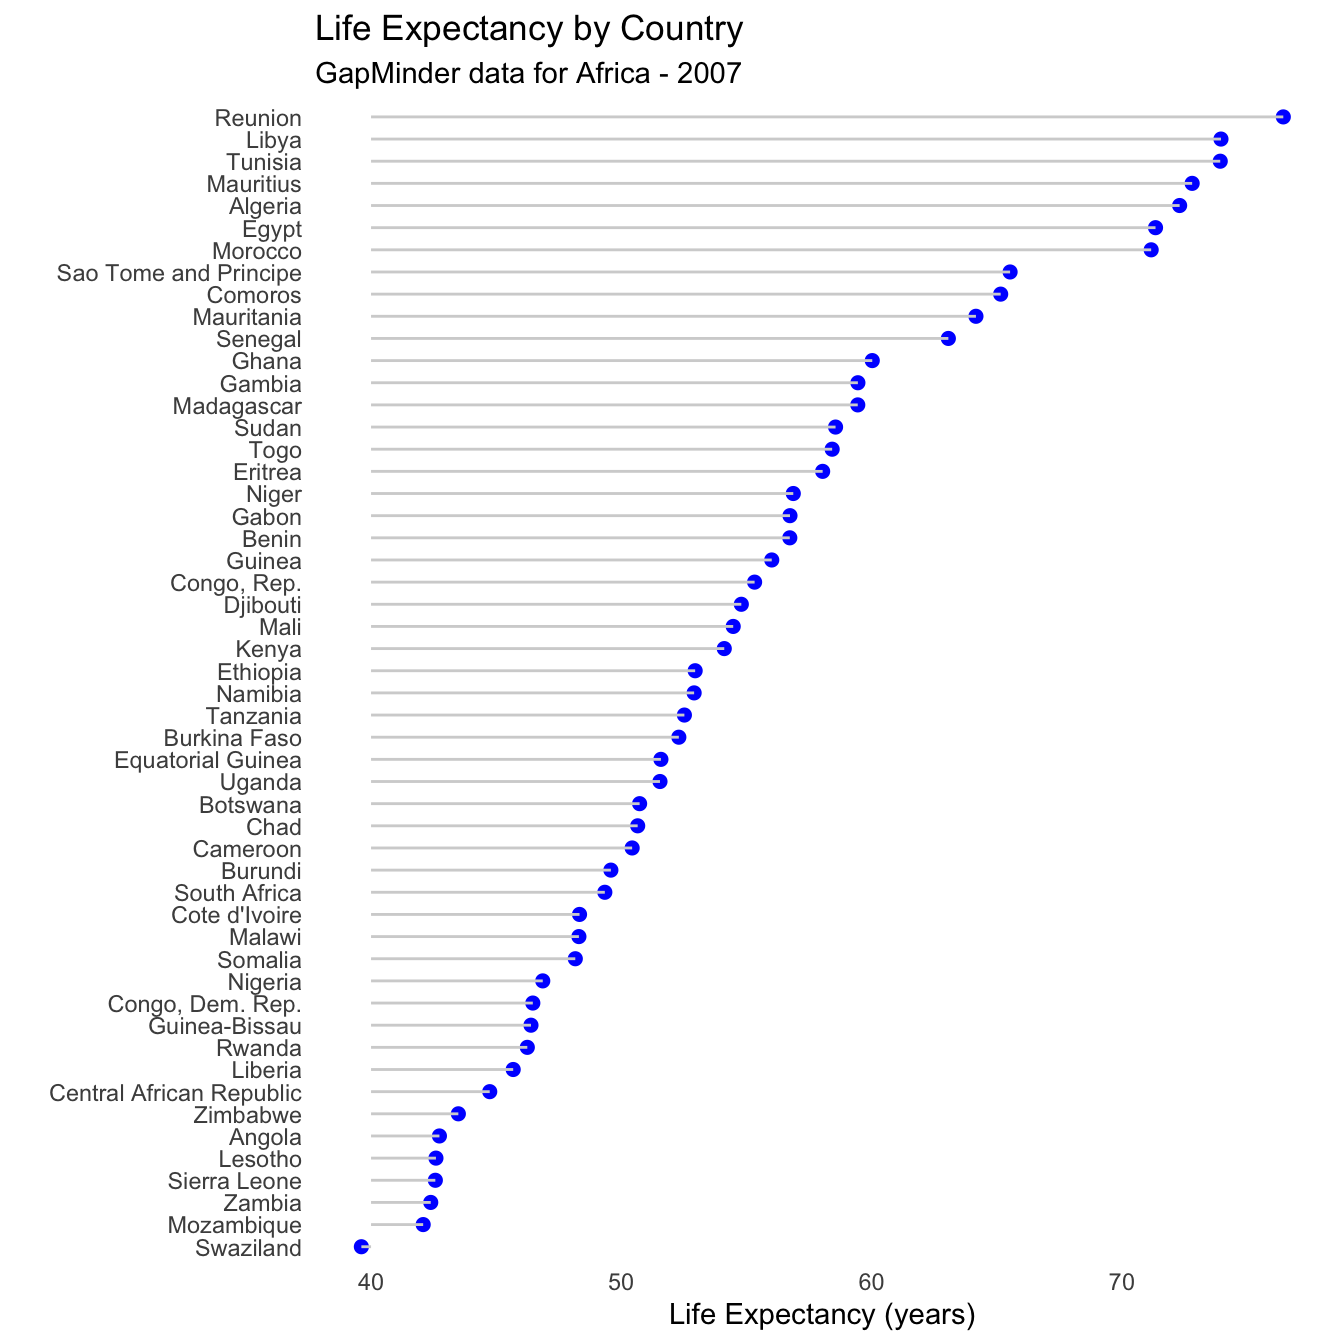 Life Expectancy by Country
GapMinder data for Africa - 2007
Reunion
Libya
Tunisia
Mauritius
Algeria
Egypt
Morocco
Sao Tome and Principe
Comoros
Mauritania
Senegal
Ghana
Gambia
Madagascar
Sudan
Togo
Eritrea
Niger
Gabon
Benin
Guinea
Congo, Rep.
Djibouti
Mali
Kenya
Ethiopia
Namibia
Tanzania
Burkina Faso
Equatorial Guinea
Uganda
Botswana
Chad
Cameroon
Burundi
South Africa
Cote d'Ivoire
Malawi
Somalia
Nigeria
Congo, Dem. Rep.
Guinea-Bissau
Rwanda
Liberia
Central African Republic
Zimbabwe
Angola
Lesotho
Sierra Leone
Zambia
Mozambique
Swaziland
40 50 60 70
Life Expectancy (years)